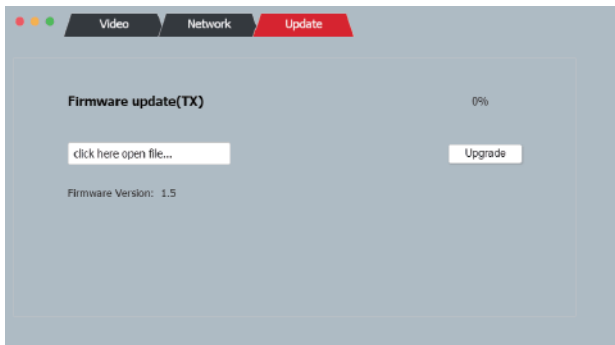 Video Network Update
Firmware update(TX) 0%
click here open file... Upgrade
Firmware Version: 1.5